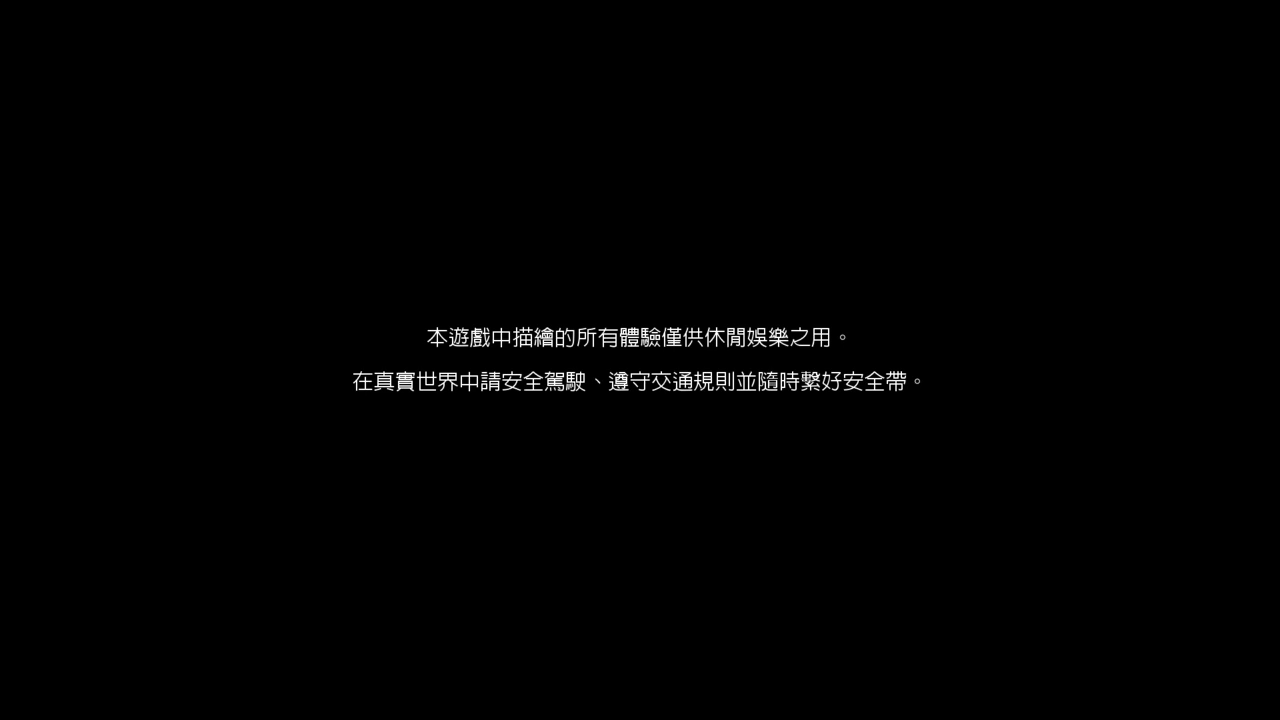 本遊戲中描繪的所有體驗僅供休閒娛樂之用。
在真實世界中請安全駕駛、遵守交通規則並隨時繫好安全帶。